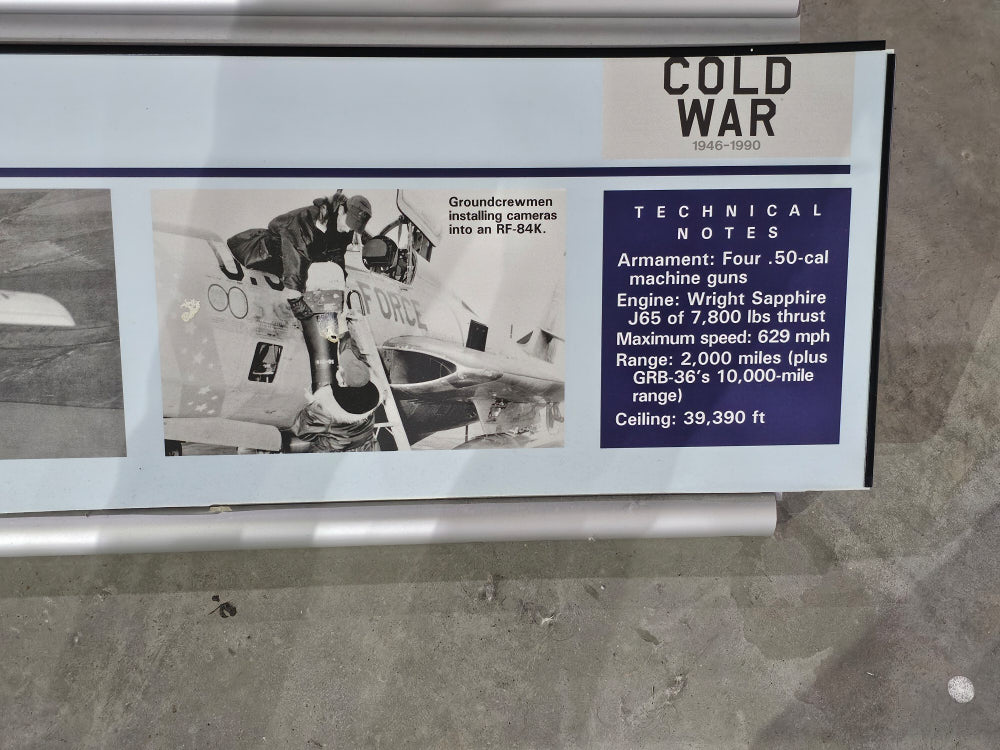 COLD
WAR
1946–1990
Groundcrewmen
installing cameras
into an RF-84K.
FORCE
TECHNICAL
NOTES
Armament: Four .50-cal
machine guns
Engine: Wright Sapphire
J65 of 7,800 lbs thrust
Maximum speed: 629 mph
Range: 2,000 miles (plus
GRB-36's 10,000-mile
range)
Ceiling: 39,390 ft